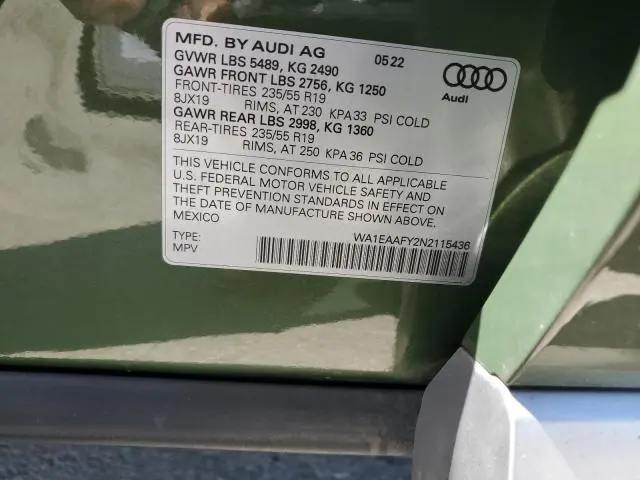 MFD. BY AUDI AG 05 22
GVWR LBS 5489, KG 2490
GAWR FRONT LBS 2756, KG 1250
FRONT-TIRES 235/55 R19
8JX19 RIMS, AT 230 KPA 33 PSI COLD
GAWR REAR LBS 2998, KG 1360
REAR-TIRES 235/55 R19
8JX19 RIMS, AT 250 KPA 36 PSI COLD
Audi
THIS VEHICLE CONFORMS TO ALL APPLICABLE
U.S. FEDERAL MOTOR VEHICLE SAFETY AND
THEFT PREVENTION STANDARDS IN EFFECT ON
THE DATE OF MANUFACTURE SHOWN ABOVE.
MEXICO
TYPE: WA1EAAFY2N2115436
MPV